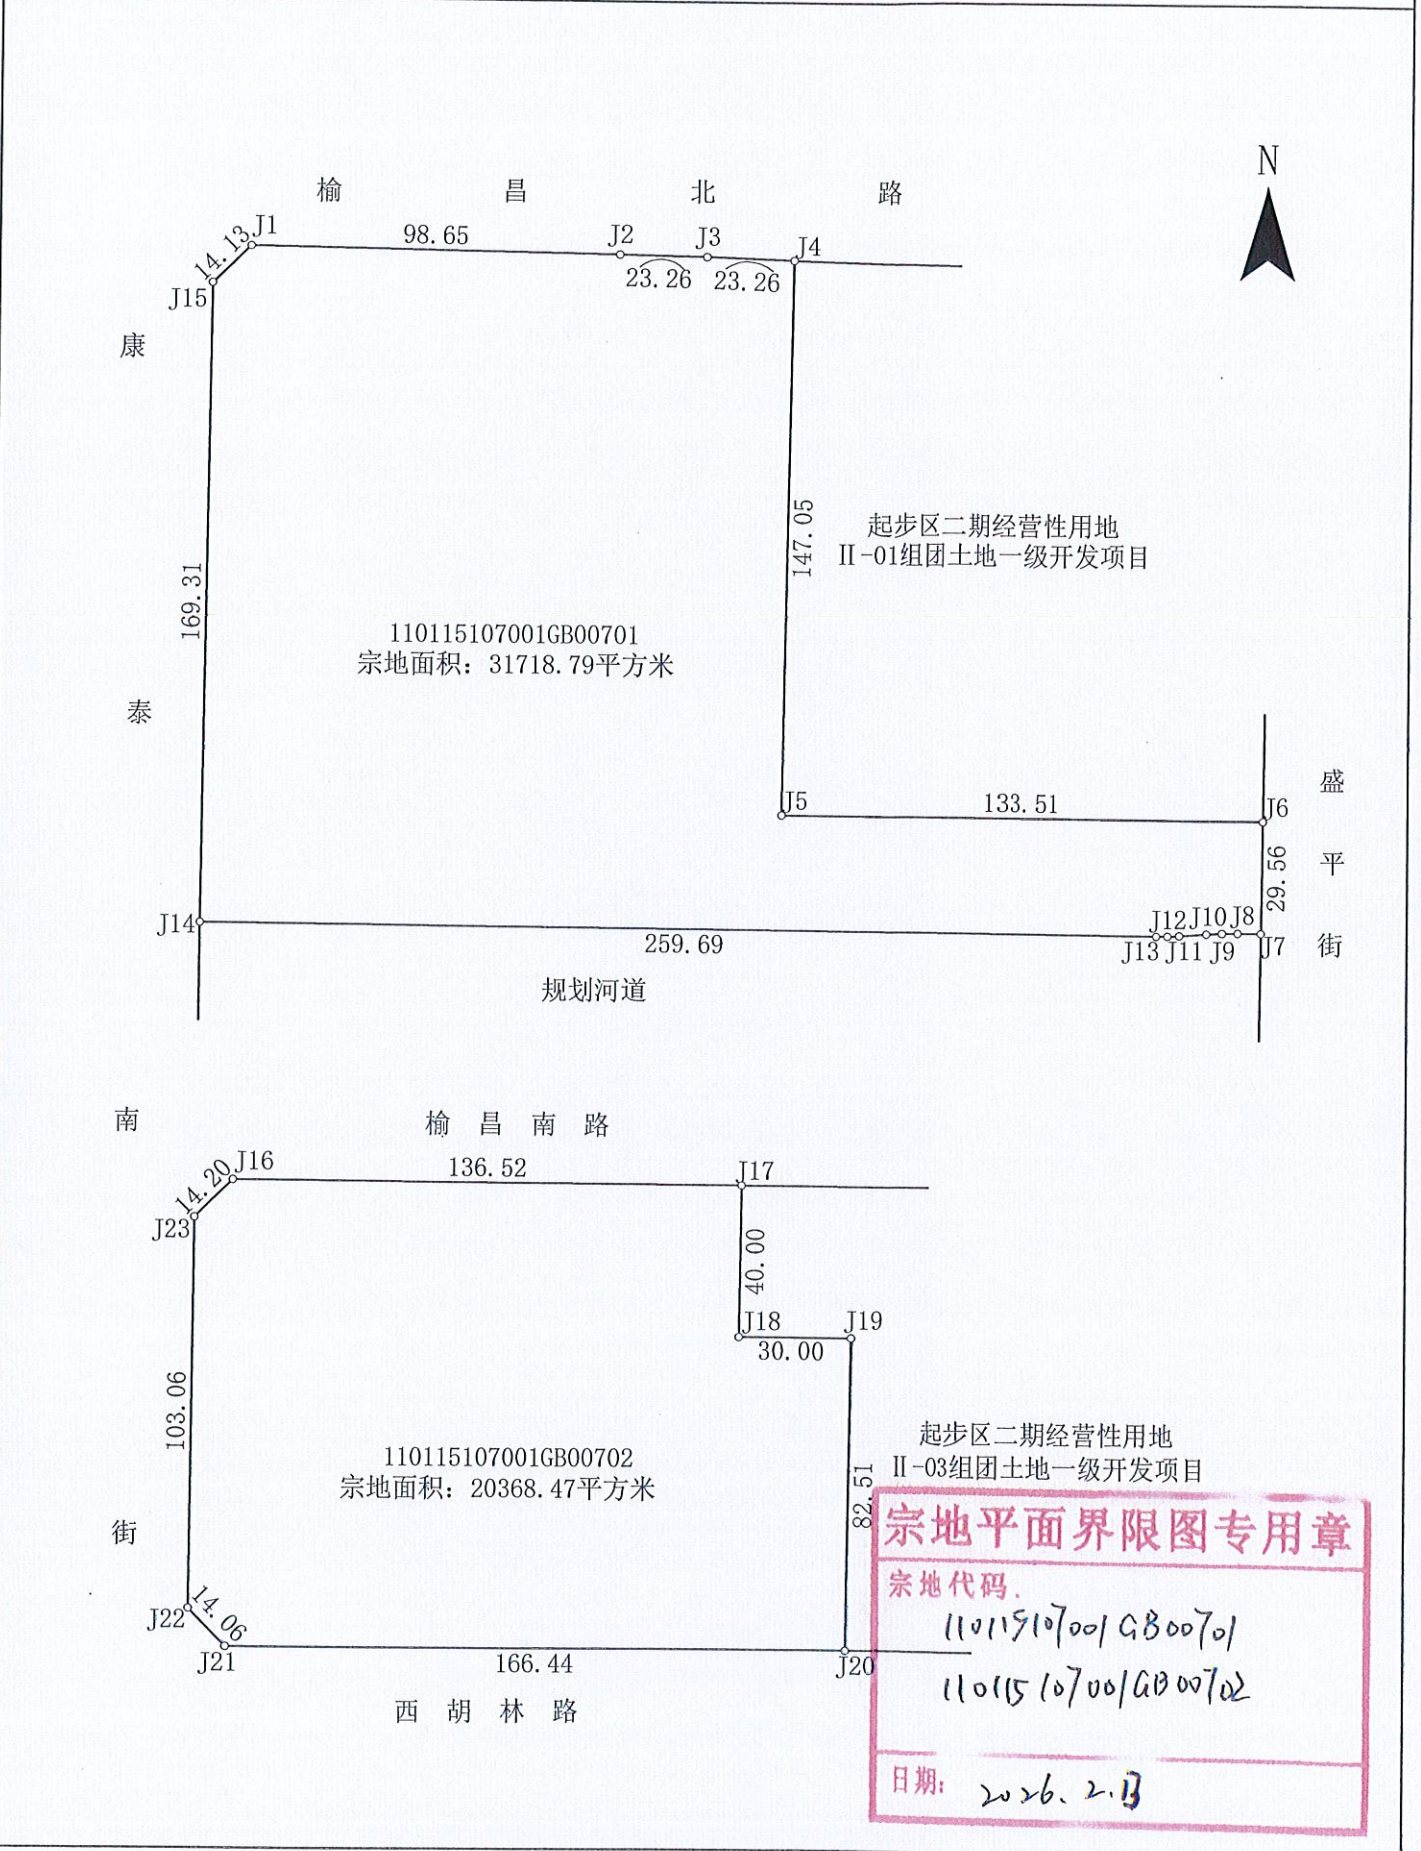 N
榆昌北路
J1
98.65
J2
J3
J4
14.13
23.26
23.26
J15
康
147.05
起步区二期经营性用地
Ⅱ-01组团土地一级开发项目
169.31
110115107001GB00701
宗地面积：31718.79平方米
泰
J5
133.51
J6
盛
29.56
平
J14
259.69
J12
J10
J8
J13
J11
J9
J7
街
规划河道
南
榆昌南路
14.20
J16
136.52
J17
J23
40.00
J18
J19
30.00
103.06
110115107001GB00702
宗地面积：20368.47平方米
起步区二期经营性用地
Ⅱ-03组团土地一级开发项目
82.51
街
J22
14.06
J21
166.44
J20
西胡林路
宗地平面界限图专用章
宗地代码.
110115107001GB00701
110115107001GB00702
日期:
2026.2.13